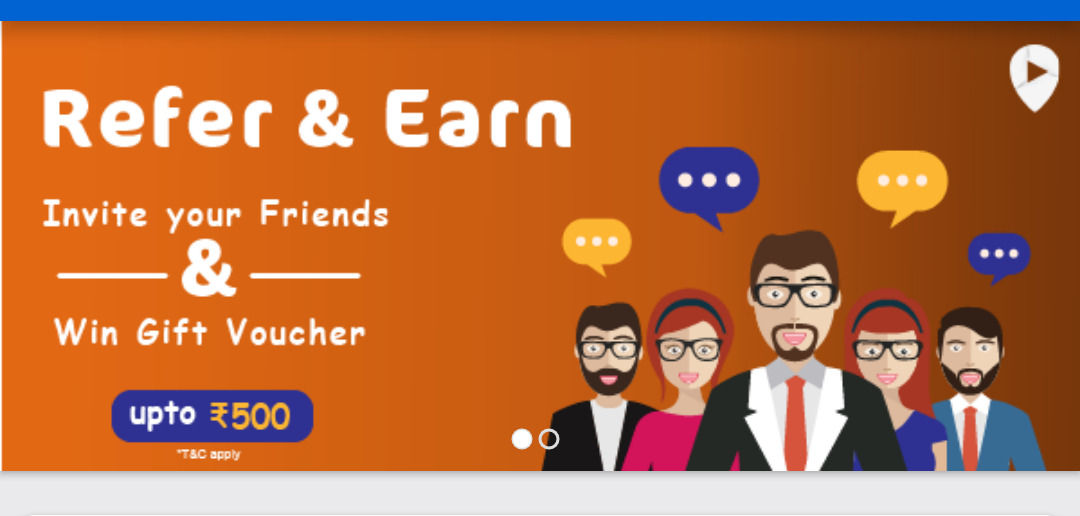 Refer & Earn
Invite your Friends
&
Win Gift Voucher
upto ₹500
*T&C apply